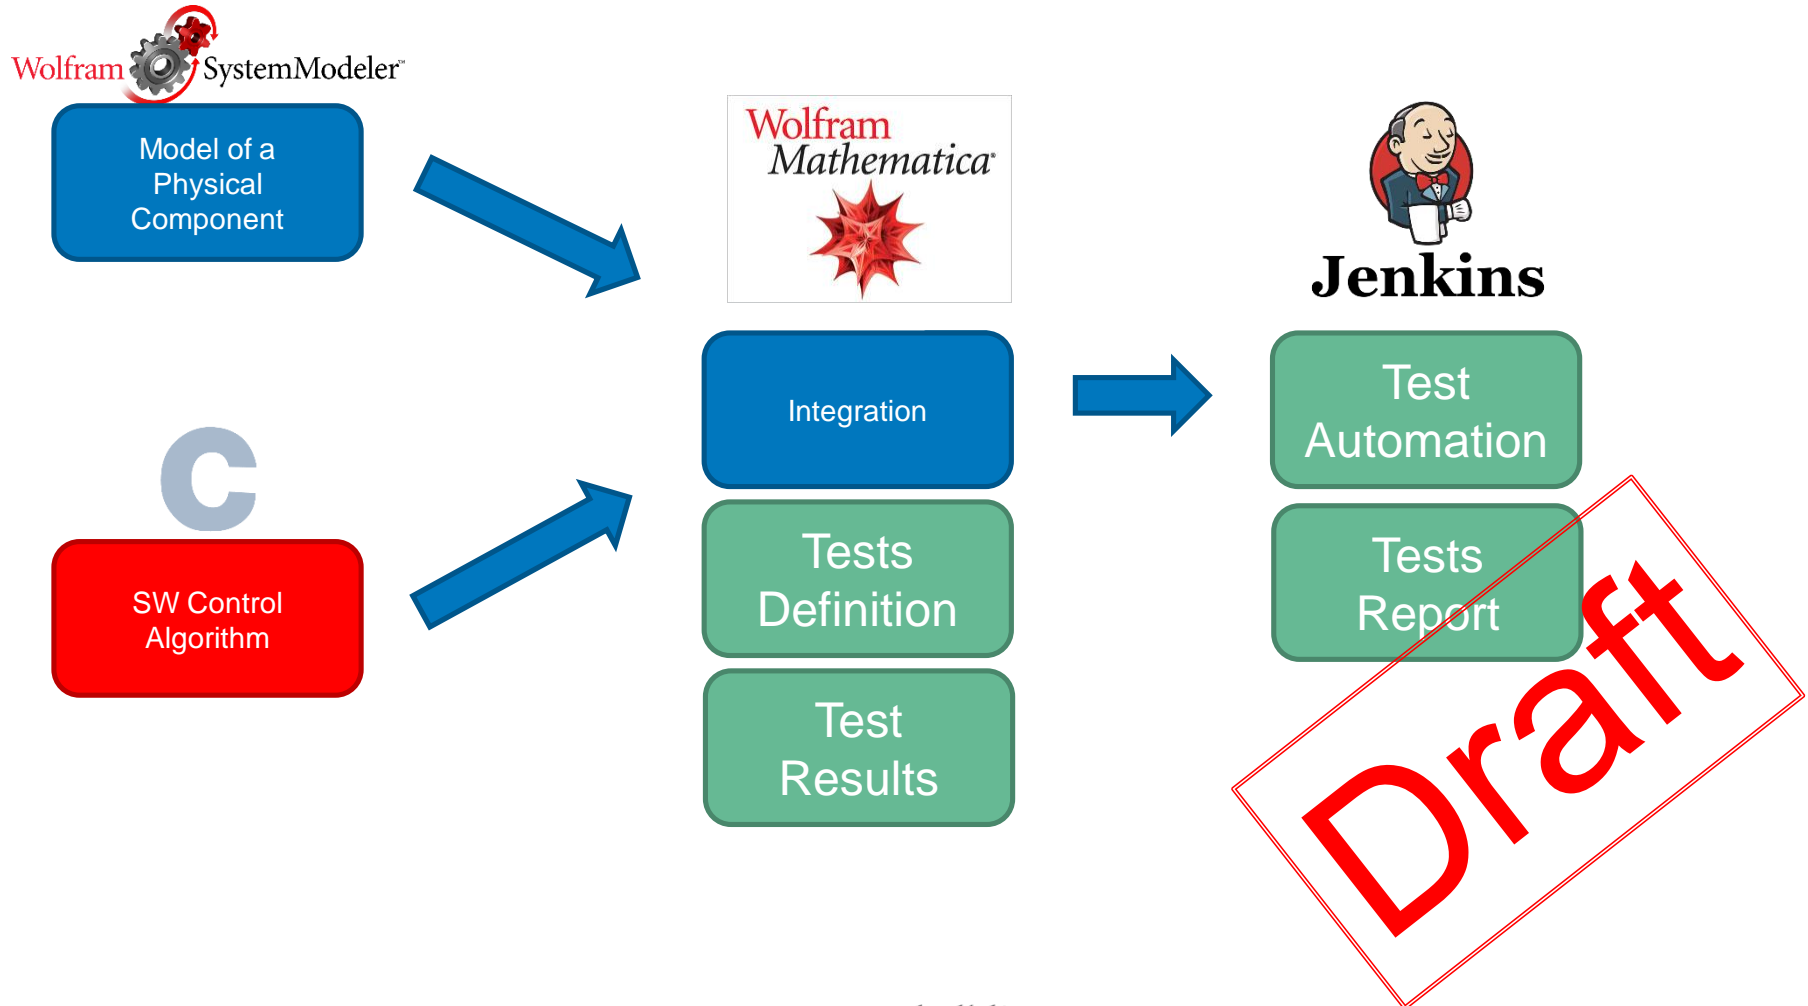 Wolfram SystemModeler™
Model of a
Physical
Component
C
SW Control
Algorithm
Wolfram
Mathematica®
Integration
Tests
Definition
Test
Results
Jenkins
Test
Automation
Tests
Report
Draft